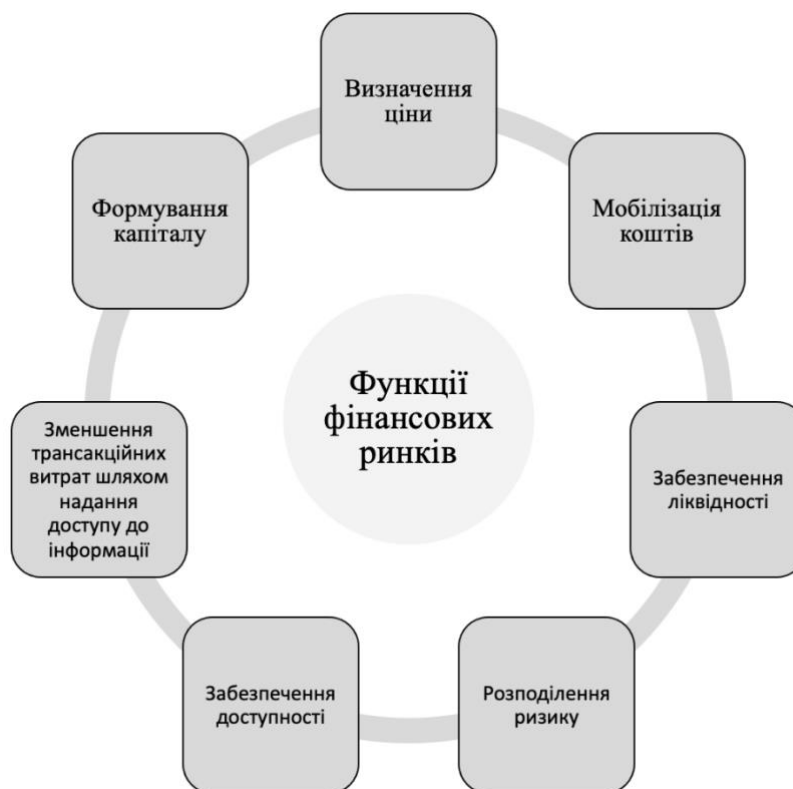 Визначення
ціни
Мобілізація
коштів
Забезпечення
ліквідності
Розподілення
ризику
Забезпечення
доступності
Зменшення
трансакційних
витрат шляхом
надання
доступу до
інформації
Формування
капіталу
Функції
фінансових
ринків